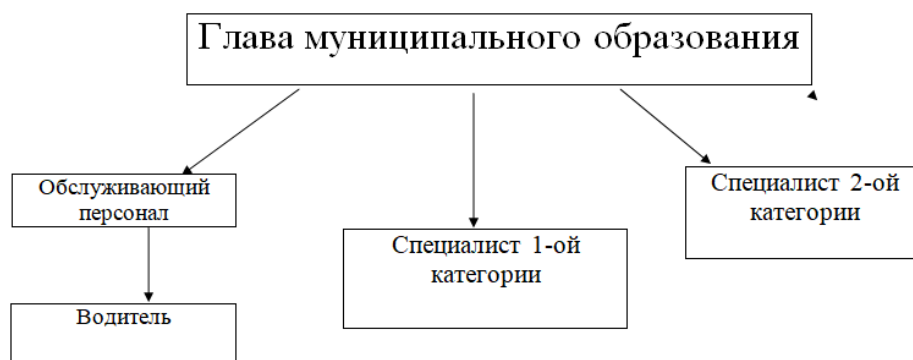 Глава муниципального образования
Обслуживающий
персонал
Специалист 2-ой
категории
Специалист 1-ой
категории
Водитель